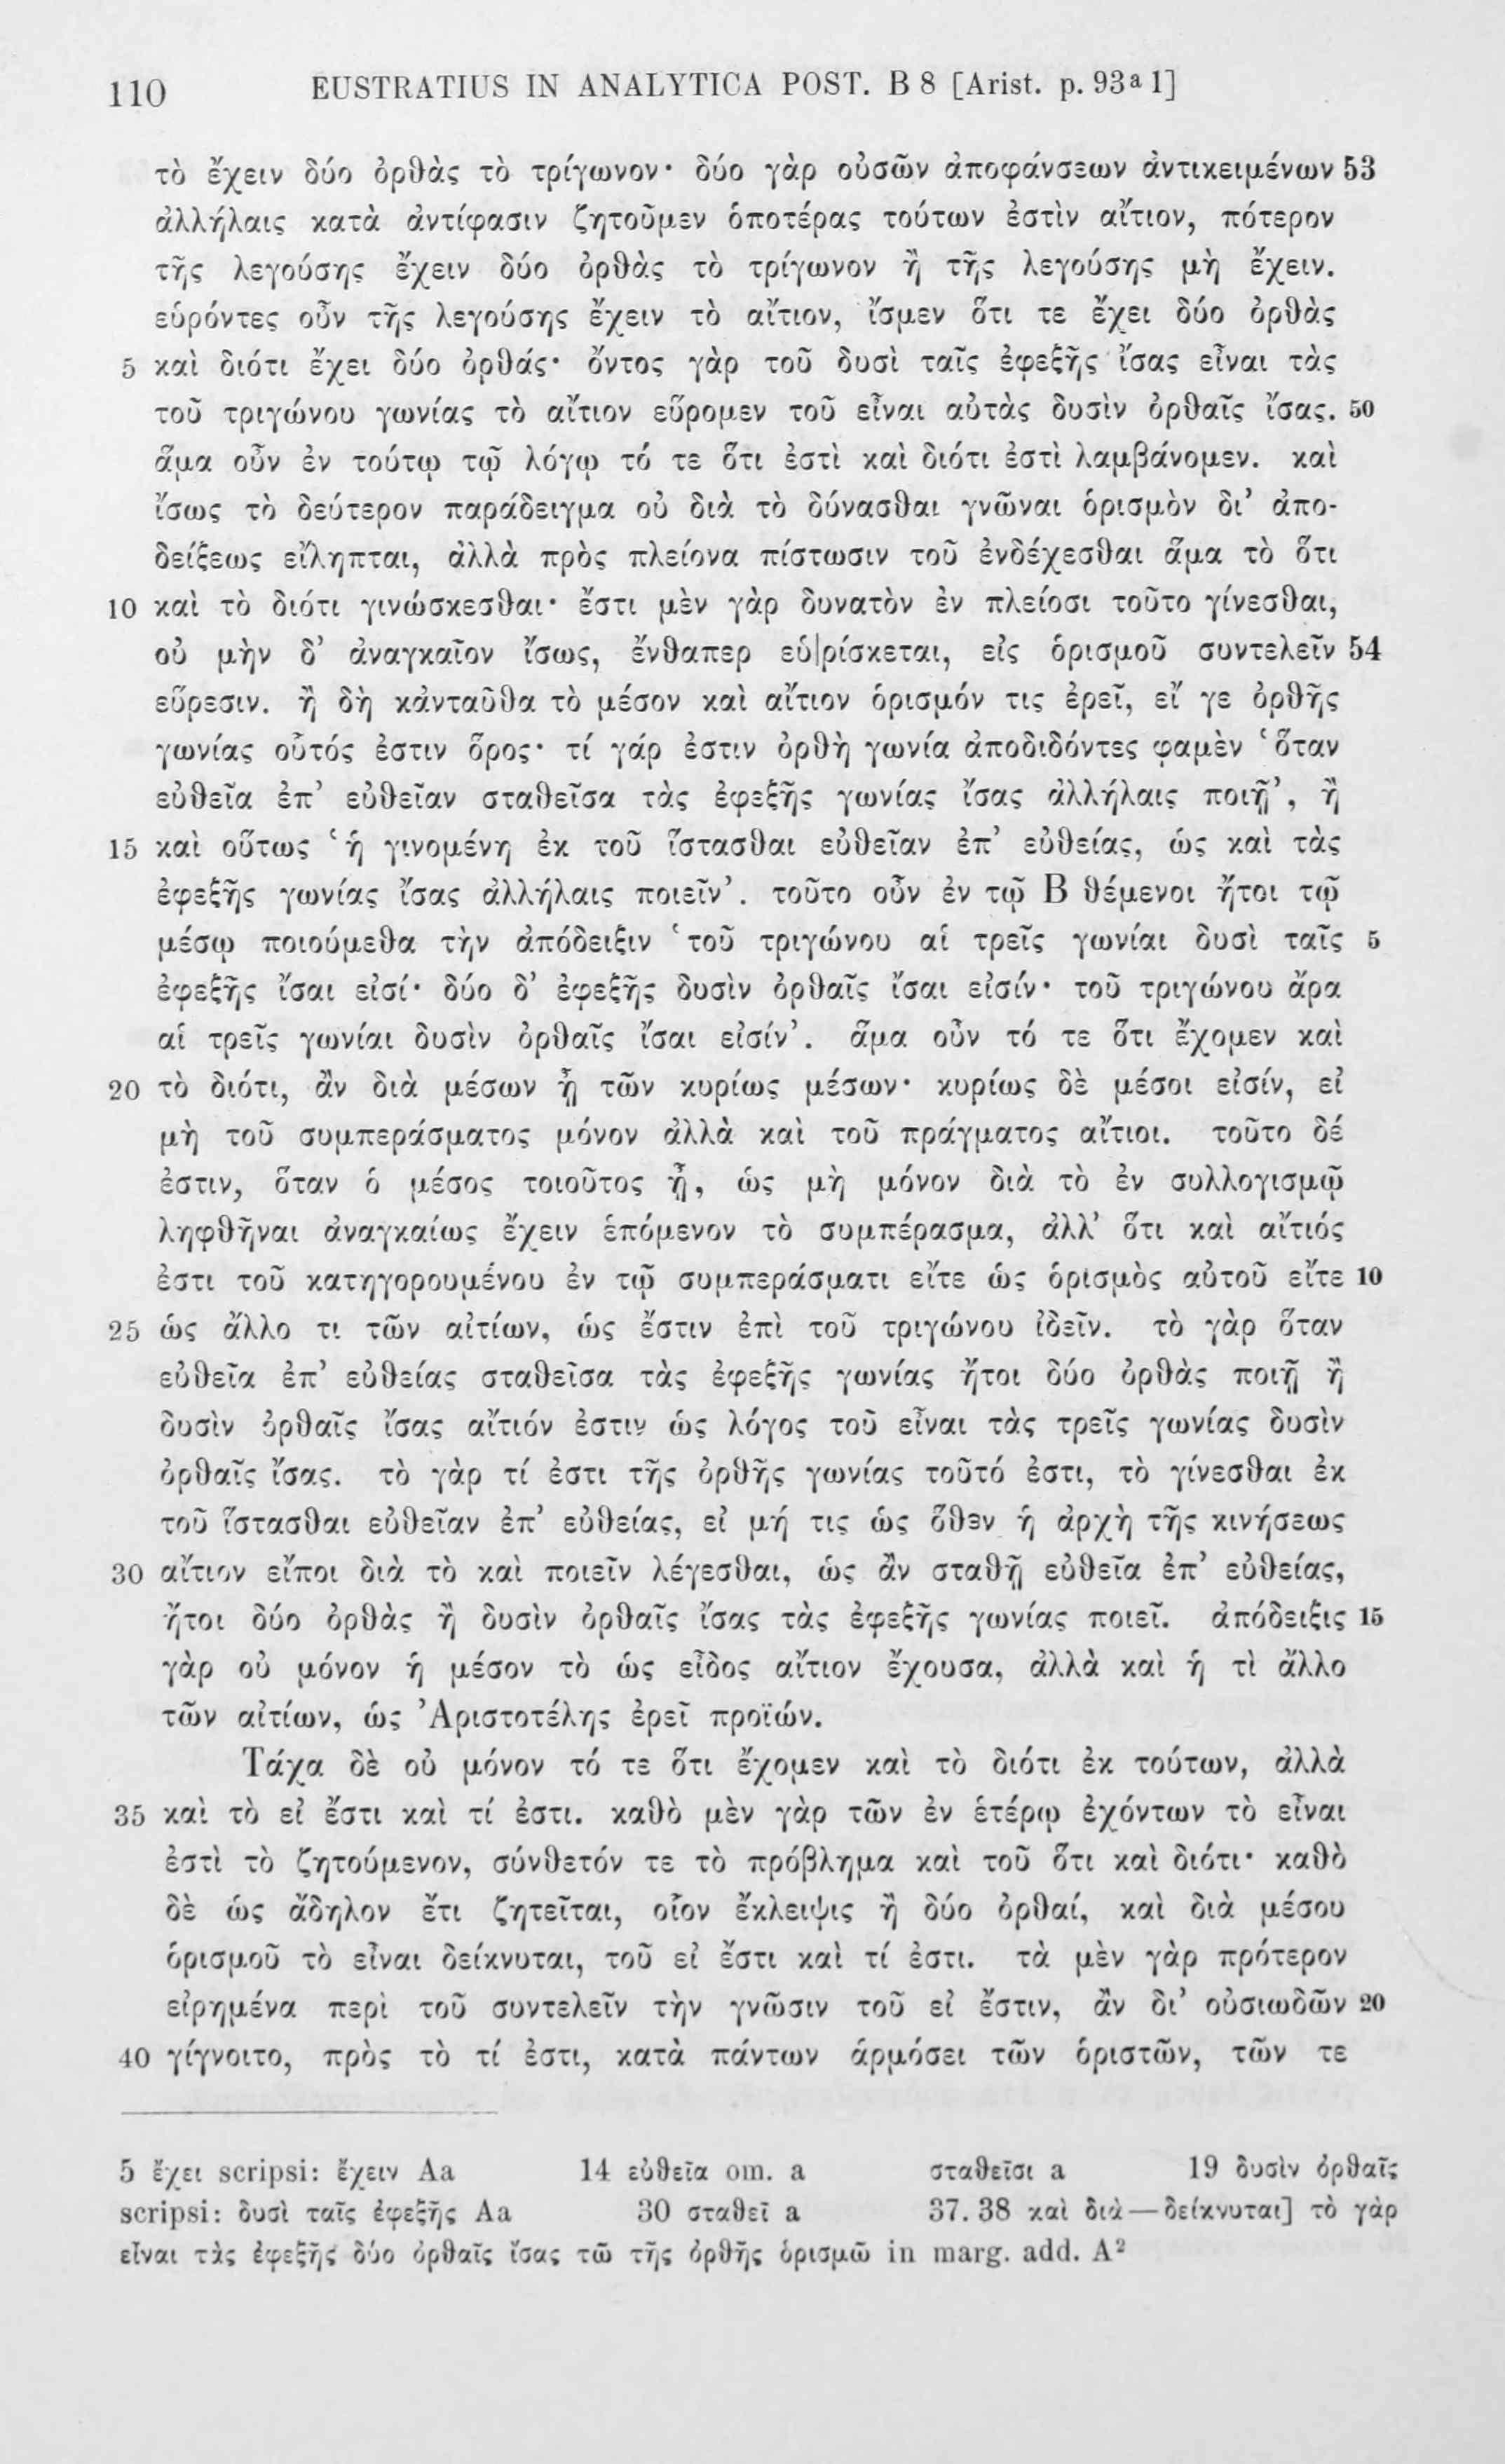 110 EUSTRATIUS IN ANALYTICA POST. B 8 [Arist. p. 93a 1]
τὸ ἔχειν δύο ὀρθὰς τὸ τρίγωνον· δύο γὰρ οὐσῶν ἀποφάνσεων ἀντικειμένων 53
ἀλλήλαις κατὰ ἀντίφασιν ζητοῦμεν ὁποτέρας τούτων ἐστὶν αἴτιον, πότερον
τῆς λεγούσης ἔχειν δύο ὀρθὰς τὸ τρίγωνον ἢ τῆς λεγούσης μὴ ἔχειν.
εὑρόντες οὖν τῆς λεγούσης ἔχειν τὸ αἴτιον, ἴσμεν ὅτι τε ἔχει δύο ὀρθὰς
5 καὶ διότι ἔχει δύο ὀρθάς· ὄντος γὰρ τοῦ δυσὶ ταῖς ἐφεξῆς ἴσας εἶναι τὰς
τοῦ τριγώνου γωνίας τὸ αἴτιον εὕρομεν τοῦ εἶναι αὐτὰς δυσὶν ὀρθαῖς ἴσας. 50
ἅμα οὖν ἐν τούτῳ τῷ λόγῳ τό τε ὅτι ἐστὶ καὶ διότι ἐστὶ λαμβάνομεν. καὶ
ἴσως τὸ δεύτερον παράδειγμα οὐ διὰ τὸ δύνασθαι γνῶναι ὁρισμὸν δι’ ἀπο-
δείξεως εἴληπται, ἀλλὰ πρὸς πλείονα πίστωσιν τοῦ ἐνδέχεσθαι ἅμα τὸ ὅτι
10 καὶ τὸ διότι γινώσκεσθαι· ἔστι μὲν γὰρ δυνατὸν ἐν πλείοσι τοῦτο γίνεσθαι,
οὐ μὴν δ’ ἀναγκαῖον ἴσως, ἔνθαπερ εὑ|ρίσκεται, εἰς ὁρισμοῦ συντελεῖν 54
εὕρεσιν. ἢ δὴ κἀνταῦθα τὸ μέσον καὶ αἴτιον ὁρισμόν τις ἐρεῖ, εἴ γε ὀρθῆς
γωνίας οὗτός ἐστιν ὅρος· τί γάρ ἐστιν ὀρθὴ γωνία ἀποδιδόντες φαμὲν ‘ὅταν
εὐθεῖα ἐπ’ εὐθεῖαν σταθεῖσα τὰς ἐφεξῆς γωνίας ἴσας ἀλλήλαις ποιῇ’, ἢ
15 καὶ οὕτως ‘ἡ γινομένη ἐκ τοῦ ἵστασθαι εὐθεῖαν ἐπ’ εὐθείας, ὡς καὶ τὰς
ἐφεξῆς γωνίας ἴσας ἀλλήλαις ποιεῖν’. τοῦτο οὖν ἐν τῷ B θέμενοι ἤτοι τῷ
μέσῳ ποιούμεθα τὴν ἀπόδειξιν ‘τοῦ τριγώνου αἱ τρεῖς γωνίαι δυσὶ ταῖς 5
ἐφεξῆς ἴσαι εἰσί· δύο δ’ ἐφεξῆς δυσὶν ὀρθαῖς ἴσαι εἰσίν· τοῦ τριγώνου ἄρα
αἱ τρεῖς γωνίαι δυσὶν ὀρθαῖς ἴσαι εἰσίν’. ἅμα οὖν τό τε ὅτι ἔχομεν καὶ
20 τὸ διότι, ἂν διὰ μέσων ᾖ τῶν κυρίως μέσων· κυρίως δὲ μέσοι εἰσίν, εἰ
μὴ τοῦ συμπεράσματος μόνον ἀλλὰ καὶ τοῦ πράγματος αἴτιοι. τοῦτο δέ
ἐστιν, ὅταν ὁ μέσος τοιοῦτος ᾖ, ὡς μὴ μόνον διὰ τὸ ἐν συλλογισμῷ
ληφθῆναι ἀναγκαίως ἔχειν ἑπόμενον τὸ συμπέρασμα, ἀλλ’ ὅτι καὶ αἴτιός
ἐστι τοῦ κατηγορουμένου ἐν τῷ συμπεράσματι εἴτε ὡς ὁρισμὸς αὐτοῦ εἴτε 10
25 ὡς ἄλλο τι τῶν αἰτίων, ὡς ἔστιν ἐπὶ τοῦ τριγώνου ἰδεῖν. τὸ γὰρ ὅταν
εὐθεῖα ἐπ’ εὐθείας σταθεῖσα τὰς ἐφεξῆς γωνίας ἤτοι δύο ὀρθὰς ποιῇ ἢ
δυσὶν ὀρθαῖς ἴσας αἴτιόν ἐστιν ὡς λόγος τοῦ εἶναι τὰς τρεῖς γωνίας δυσὶν
ὀρθαῖς ἴσας. τὸ γὰρ τί ἐστι τῆς ὀρθῆς γωνίας τοῦτό ἐστι, τὸ γίνεσθαι ἐκ
τοῦ ἵστασθαι εὐθεῖαν ἐπ’ εὐθείας, εἰ μή τις ὡς ὅθεν ἡ ἀρχὴ τῆς κινήσεως
30 αἴτιον εἴποι διὰ τὸ καὶ ποιεῖν λέγεσθαι, ὡς ἂν σταθῇ εὐθεῖα ἐπ’ εὐθείας,
ἤτοι δύο ὀρθὰς ἢ δυσὶν ὀρθαῖς ἴσας τὰς ἐφεξῆς γωνίας ποιεῖ. ἀπόδειξις 15
γὰρ οὐ μόνον ἡ μέσον τὸ ὡς εἶδος αἴτιον ἔχουσα, ἀλλὰ καὶ ἡ τὶ ἄλλο
τῶν αἰτίων, ὡς Ἀριστοτέλης ἐρεῖ προϊών.
Τάχα δὲ οὐ μόνον τό τε ὅτι ἔχομεν καὶ τὸ διότι ἐκ τούτων, ἀλλὰ
35 καὶ τὸ εἰ ἔστι καὶ τί ἐστι. καθὸ μὲν γὰρ τῶν ἐν ἑτέρῳ ἐχόντων τὸ εἶναι
ἐστὶ τὸ ζητούμενον, σύνθετόν τε τὸ πρόβλημα καὶ τοῦ ὅτι καὶ διότι· καθὸ
δὲ ὡς ἄδηλον ἔτι ζητεῖται, οἷον ἔκλειψις ἢ δύο ὀρθαί, καὶ διὰ μέσου
ὁρισμοῦ τὸ εἶναι δείκνυται, τοῦ εἰ ἔστι καὶ τί ἐστι. τὰ μὲν γὰρ πρότερον
εἰρημένα περὶ τοῦ συντελεῖν τὴν γνῶσιν τοῦ εἰ ἔστιν, ἂν δι’ οὐσιωδῶν 20
40 γίγνοιτο, πρὸς τὸ τί ἐστι, κατὰ πάντων ἁρμόσει τῶν ὁριστῶν, τῶν τε
5 ἔχει scripsi: ἔχειν Aa 14 εὐθεῖα om. a σταθεῖσι a 19 δυσὶν ὀρθαῖς
scripsi: δυσὶ ταῖς ἐφεξῆς Aa 30 σταθεῖ a 37. 38 καὶ διὰ—δείκνυται] τὸ γὰρ
εἶναι τὰς ἐφεξῆς δύο ὀρθαῖς ἴσας τῶ τῆς ὀρθῆς ὁρισμῶ in marg. add. A²